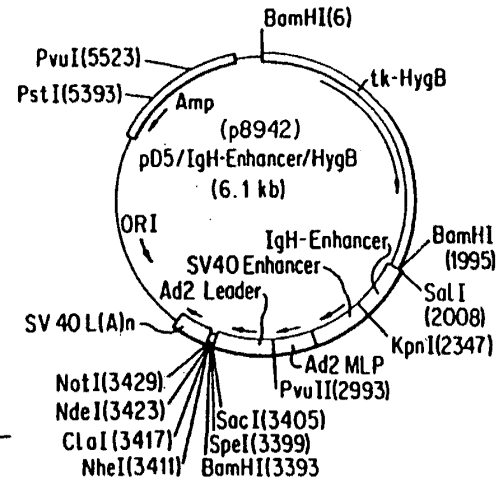 BamHI(6)
PvuI(5523)
tk-HygB
PstI(5393)
Amp
(p8942)
pD5/IgH-Enhancer/HygB
(6.1 kb)
ORI
IgH-Enhancer
BamHI
(1995)
SV40 Enhancer
Ad2 Leader
SalI
(2008)
SV 40 L(A)n
KpnI(2347)
Ad2 MLP
NotI(3429)
PvuII(2993)
NdeI(3423)
SacI(3405)
ClaI(3417)
SpeI(3399)
NheI(3411)
BamHI(3393